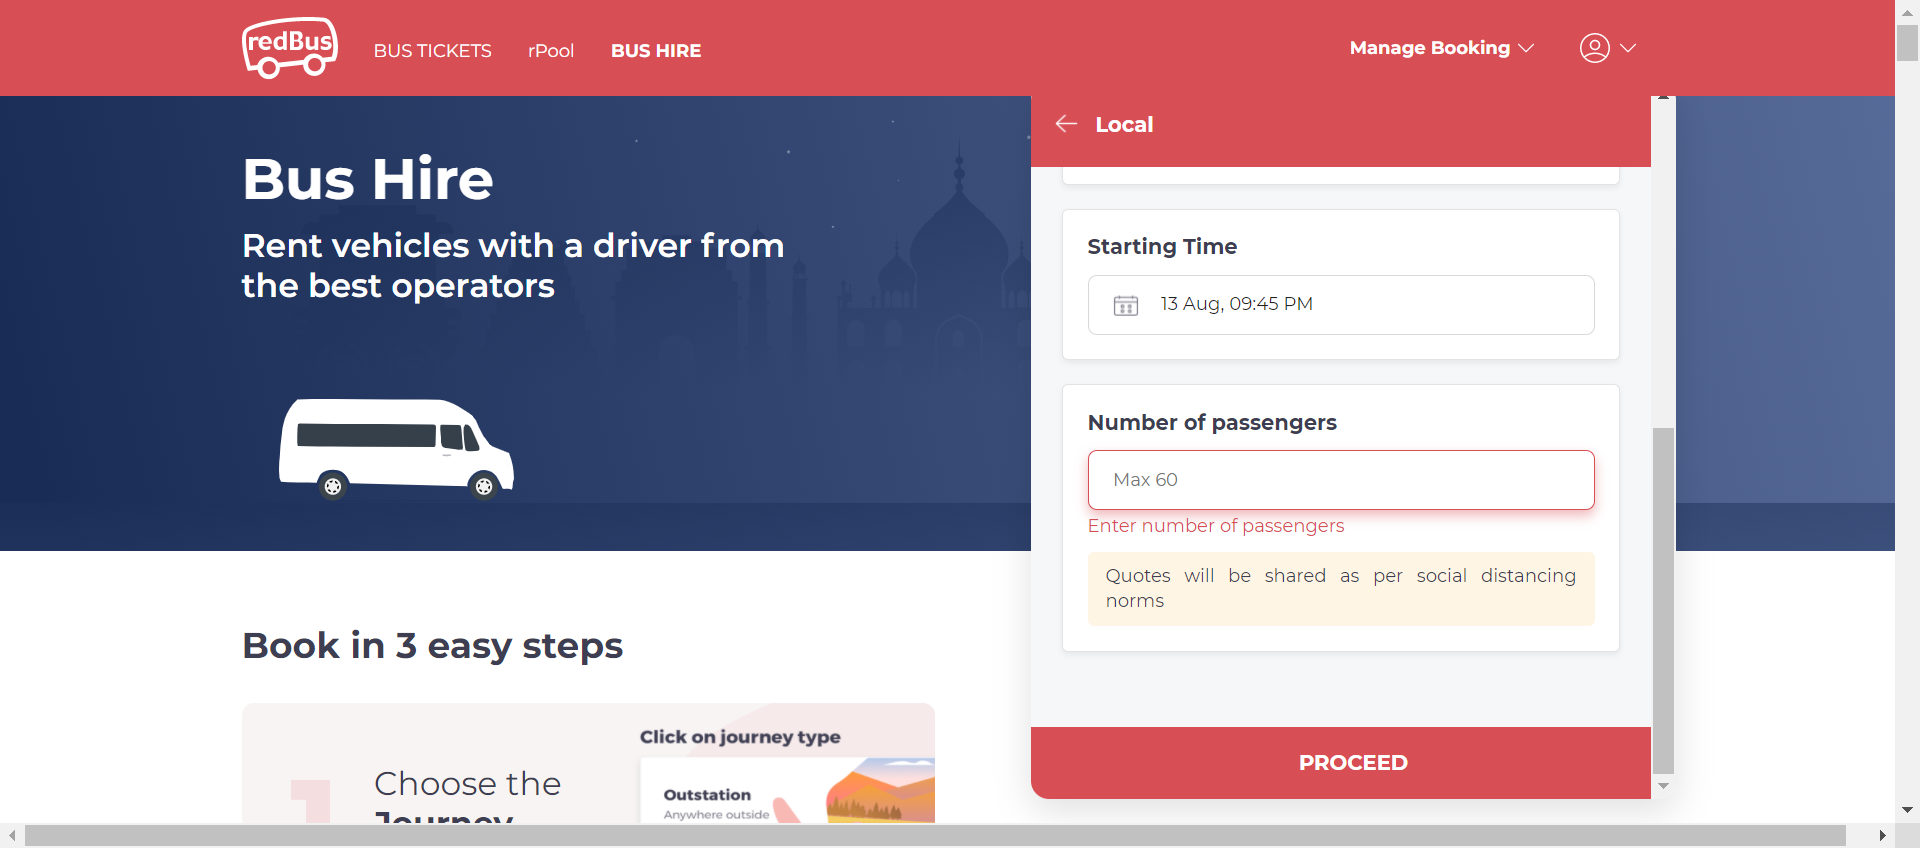 redBus
BUS TICKETS
rPool
BUS HIRE
Manage Booking
Bus Hire
Rent vehicles with a driver from
the best operators
Local
Starting Time
13 Aug, 09:45 PM
Number of passengers
Max 60
Enter number of passengers
Quotes will be shared as per social distancing
norms
PROCEED
Book in 3 easy steps
1
Choose the
Journey
Click on journey type
Outstation
Anywhere outside